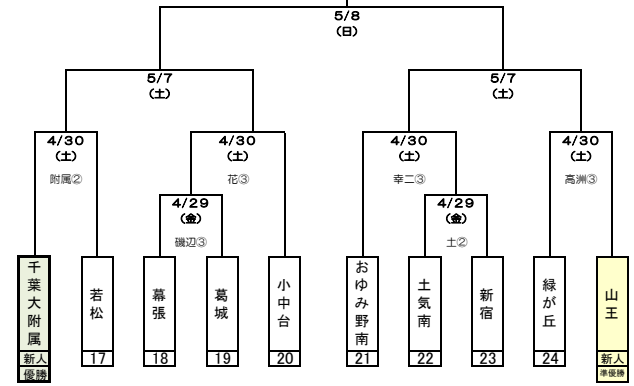 5/8
(日)
5/7
(土)
5/7
(土)
4/30
(土)
附属②
4/30
(土)
花③
4/30
(土)
幸二③
4/30
(土)
高洲③
4/29
(金)
磯辺③
4/29
(金)
土②
千葉大附属
新人
優勝
若松
17
幕張
18
葛城
19
小中台
20
おゆみ野南
21
土気南
22
新宿
23
緑が丘
24
山王
新人
準優勝